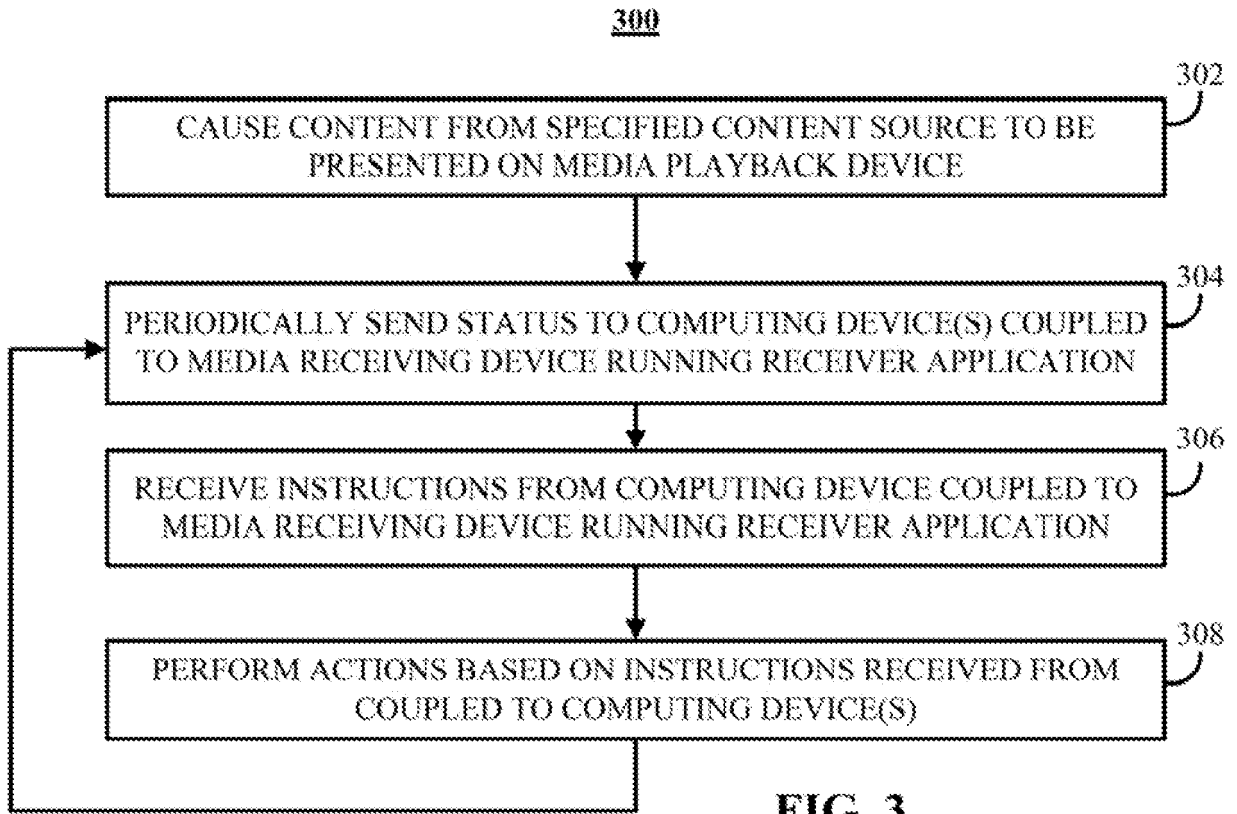 300
302
CAUSE CONTENT FROM SPECIFIED CONTENT SOURCE TO BE
PRESENTED ON MEDIA PLAYBACK DEVICE
304
PERIODICALLY SEND STATUS TO COMPUTING DEVICE(S) COUPLED
TO MEDIA RECEIVING DEVICE RUNNING RECEIVER APPLICATION
306
RECEIVE INSTRUCTIONS FROM COMPUTING DEVICE COUPLED TO
MEDIA RECEIVING DEVICE RUNNING RECEIVER APPLICATION
308
PERFORM ACTIONS BASED ON INSTRUCTIONS RECEIVED FROM
COUPLED TO COMPUTING DEVICE(S)
FIG. 3